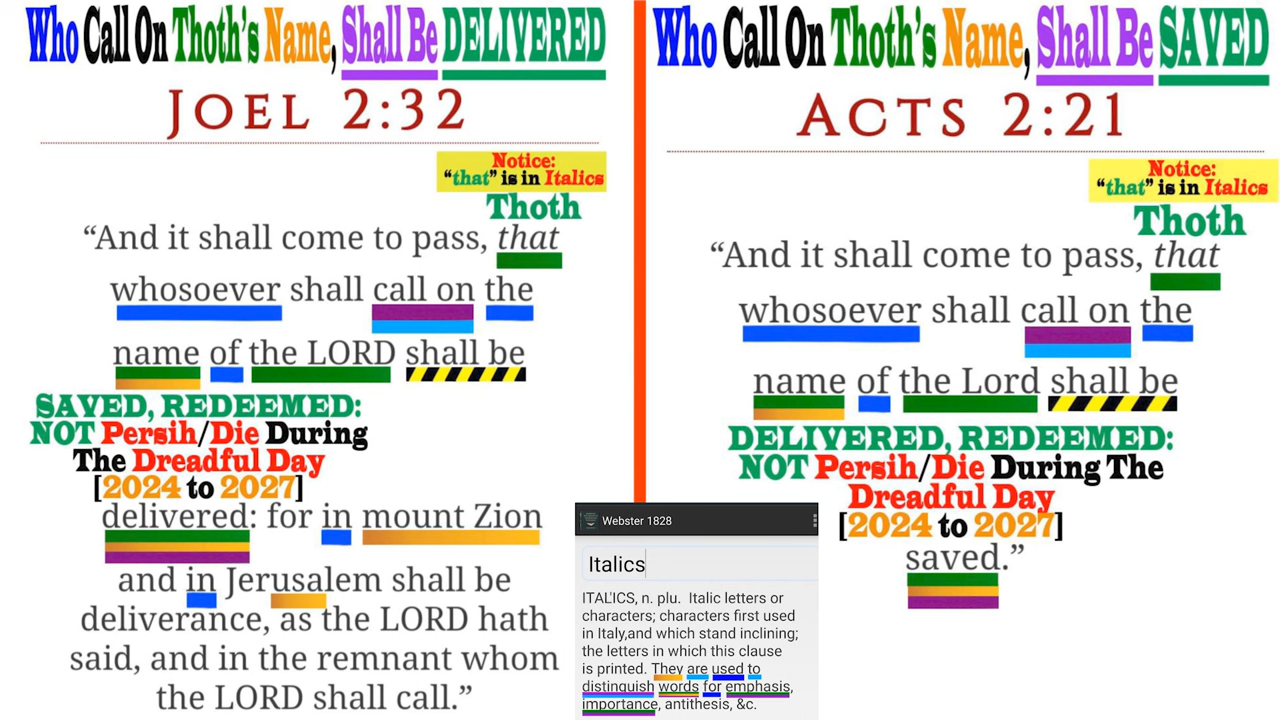 Who Call On Thoth's Name, Shall Be DELIVERED
JOEL 2:32
Notice:
"that" is in Italics
Thoth
“And it shall come to pass, that
whosoever shall call on the
name of the LORD shall be
SAVED, REDEEMED:
NOT Persih/Die During
The Dreadful Day
[2024 to 2027]
delivered: for in mount Zion
and in Jerusalem shall be
deliverance, as the LORD hath
said, and in the remnant whom
the LORD shall call.”
Who Call On Thoth's Name, Shall Be SAVED
ACTS 2:21
Notice:
"that" is in Italics
Thoth
“And it shall come to pass, that
whosoever shall call on the
name of the Lord shall be
DELIVERED, REDEEMED:
NOT Persih/Die During The
Dreadful Day
[2024 to 2027]
saved.”
Webster 1828
Italics
ITAL'ICS, n. plu. Italic letters or
characters; characters first used
in Italy,and which stand inclining;
the letters in which this clause
is printed. They are used to
distinguish words for emphasis,
importance, antithesis, &c.